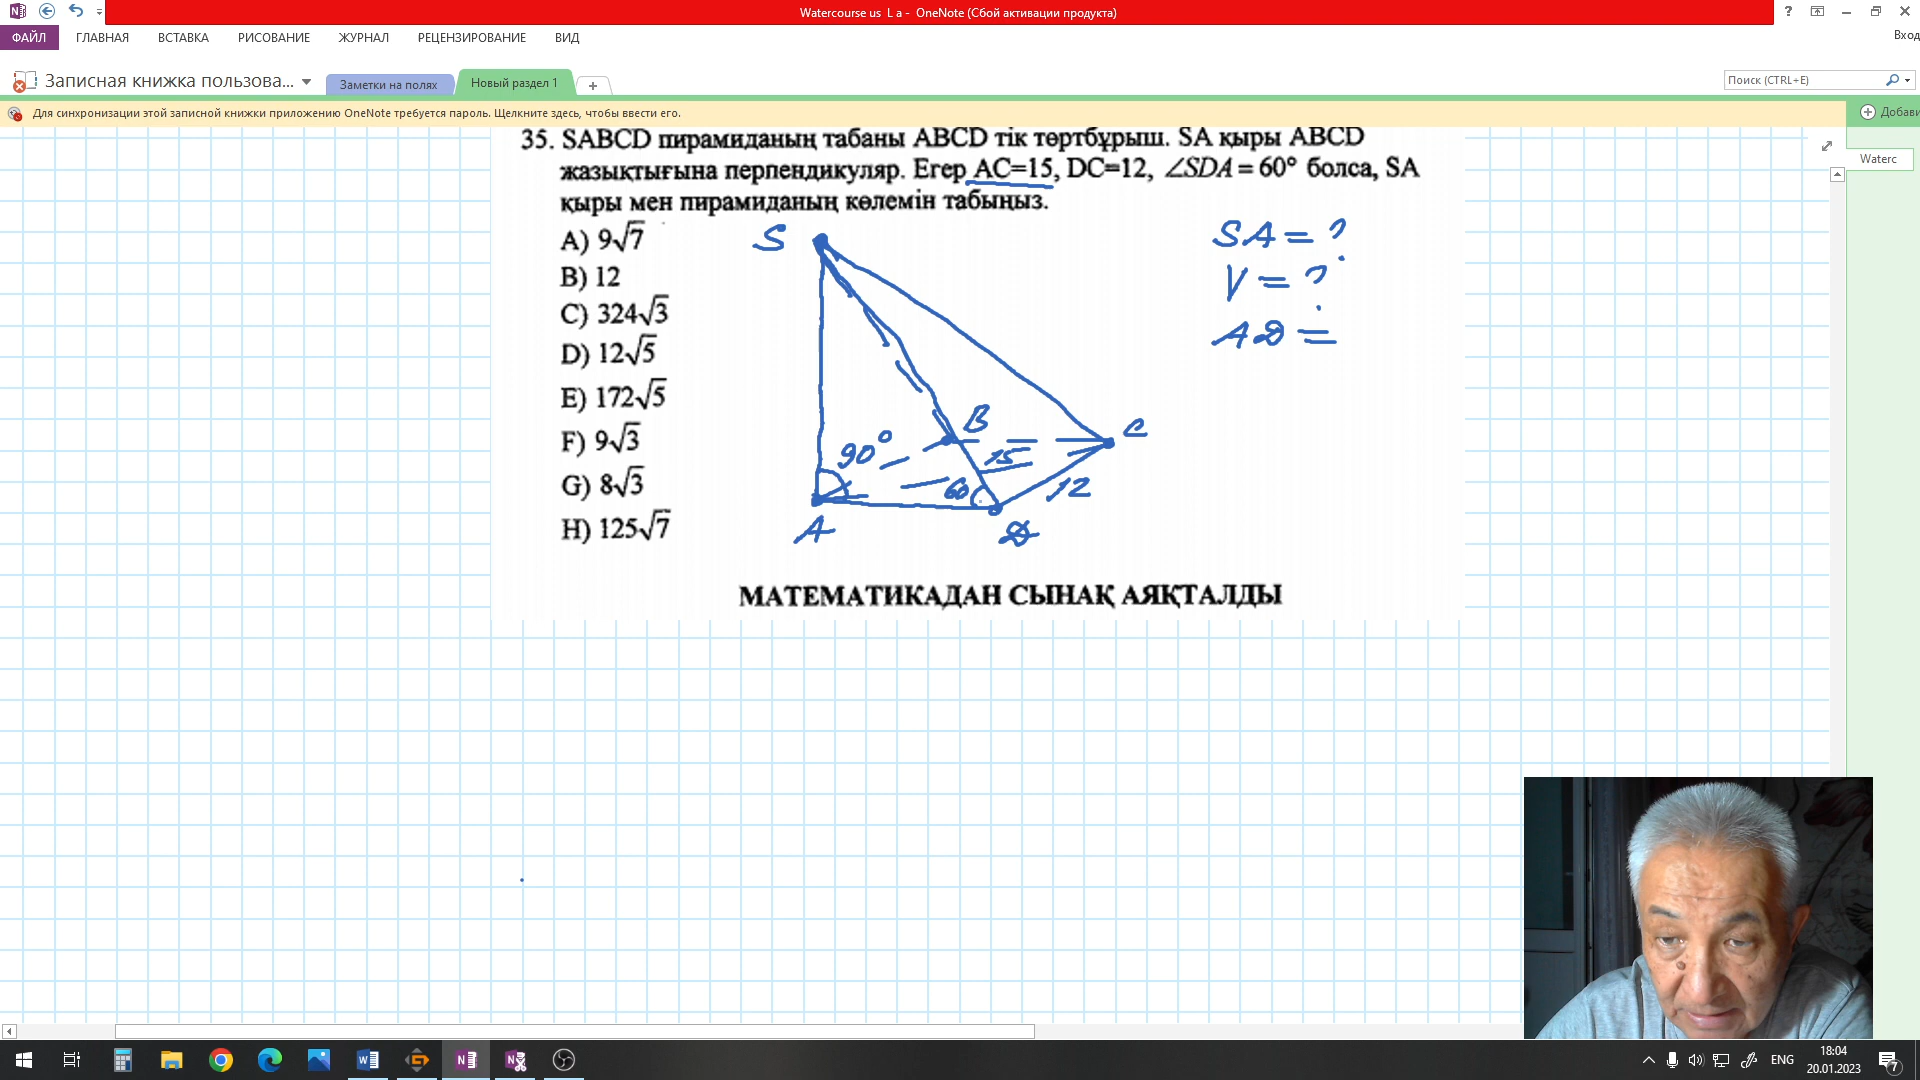 Watercourse us L a - OneNote (Сбой активации продукта)
ФАЙЛ ГЛАВНАЯ ВСТАВКА РИСОВАНИЕ ЖУРНАЛ РЕЦЕНЗИРОВАНИЕ ВИД Вход
Записная книжка пользова... Заметки на полях Новый раздел 1 Поиск (CTRL+E)
Для синхронизации этой записной книжки приложению OneNote требуется пароль. Щелкните здесь, чтобы ввести его. Добави
Waterc
35. SABCD пирамиданың табаны ABCD тік төртбұрыш. SA қыры ABCD
жазықтығына перпендикуляр. Егер AC=15, DC=12, ∠SDA = 60° болса, SA
қыры мен пирамиданың көлемін табыңыз.
A) 9√7
B) 12
C) 324√3
D) 12√5
E) 172√5
F) 9√3
G) 8√3
H) 125√7
S
B
C
90°
15
60
12
A
D
SA = ?
V = ?
AD =
МАТЕМАТИКАДАН СЫНАҚ АЯҚТАЛДЫ
ENG
18:04
20.01.2023
7